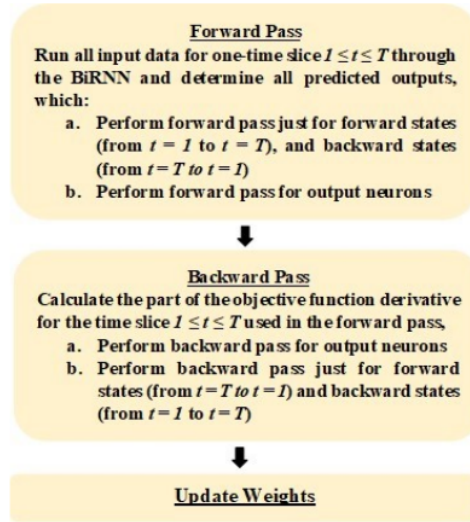 Forward Pass
Run all input data for one-time slice 1 ≤ t ≤ T through
the BiRNN and determine all predicted outputs,
which:
a. Perform forward pass just for forward states
(from t = 1 to t = T), and backward states
(from t = T to t = 1)
b. Perform forward pass for output neurons
Backward Pass
Calculate the part of the objective function derivative
for the time slice 1 ≤ t ≤ T used in the forward pass,
a. Perform backward pass for output neurons
b. Perform backward pass just for forward
states (from t = T to t = 1) and backward states
(from t = 1 to t = T)
Update Weights